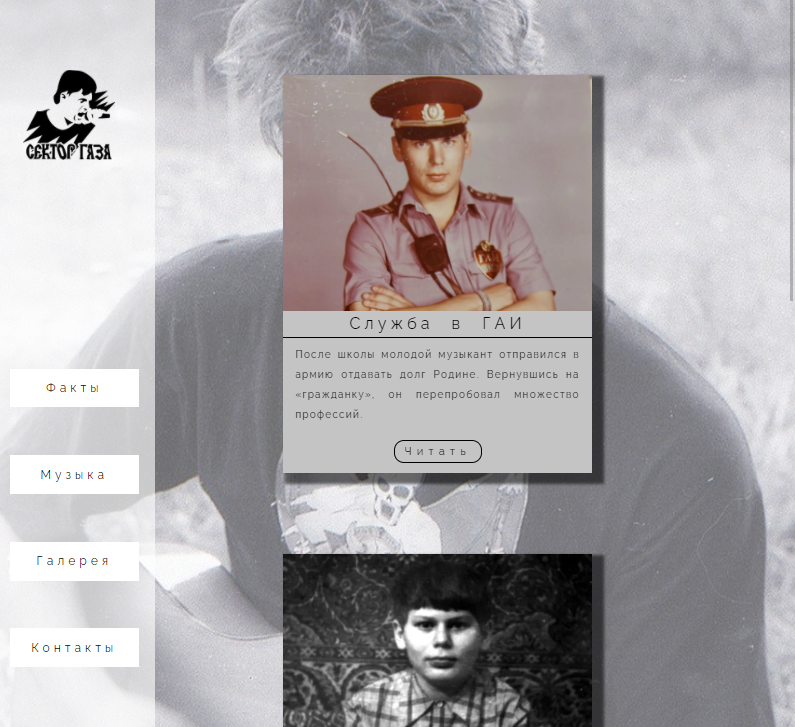 СЕКТОР ГАЗА
Служба в ГАИ
После школы молодой музыкант отправился в
армию отдавать долг Родине. Вернувшись на
«гражданку», он перепробовал множество
профессий.
Читать
Факты
Музыка
Галерея
Контакты